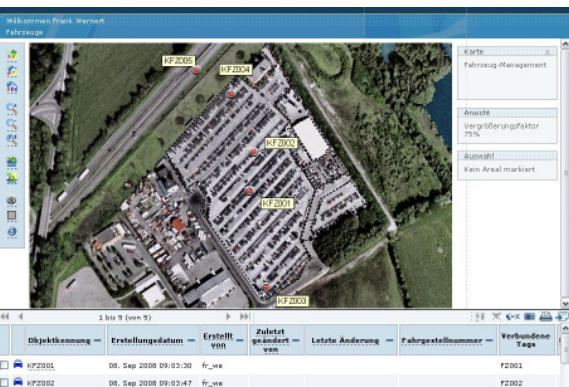 Willkommen Frank Wernert
Fahrzeuge
KFZ005
KFZ004
KFZ002
KFZ001
KFZ003
Karte
Fahrzeug-Management
Ansicht
Vergrößerungsfaktor
75%
Auswahl
Kein Areal markiert
1 bis 9 (von 9)
Objektkennung Erstellungsdatum Erstellt von Zuletzt geändert von Letzte Änderung Fahrgestellnummer Verbundene Tags
KFZ001 08. Sep 2008 09:03:30 fr_we FZ001
KFZ002 08. Sep 2008 09:03:47 fr_we FZ002